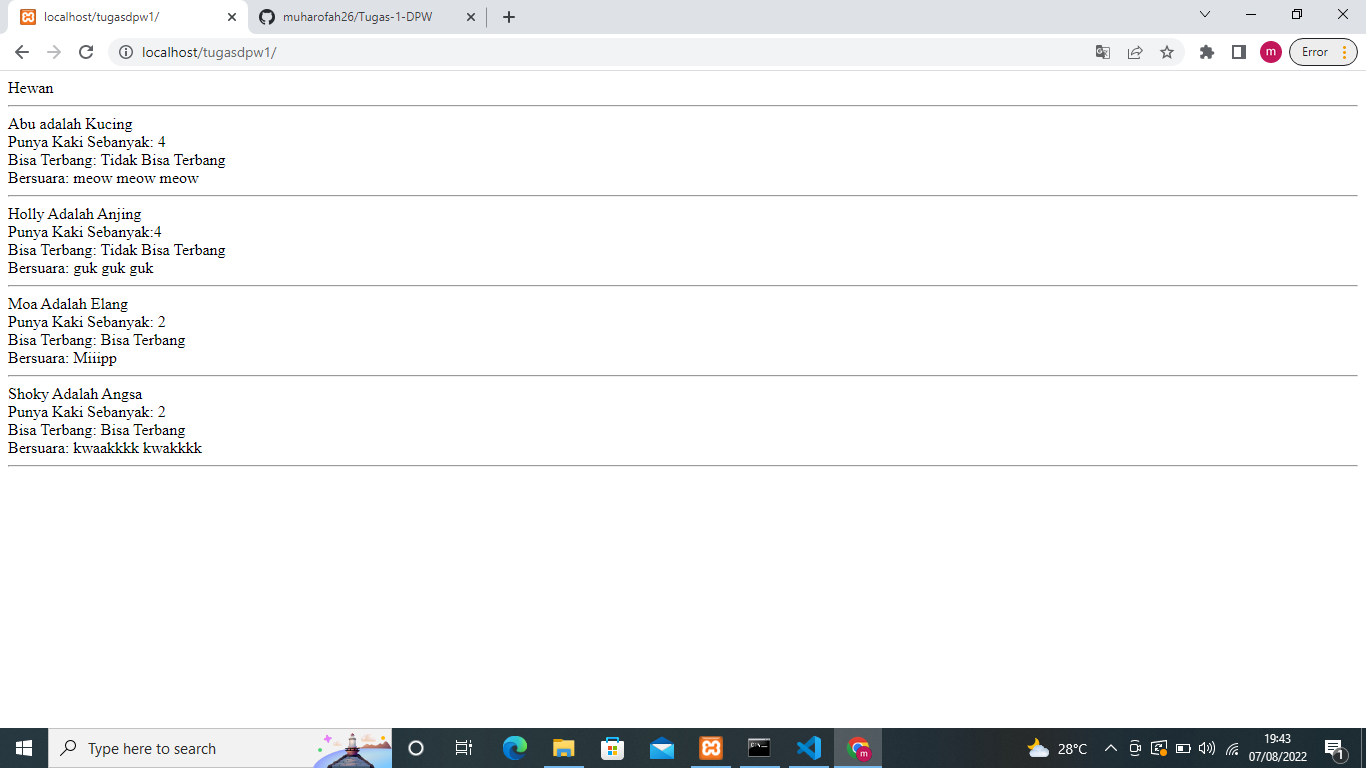 localhost/tugasdpw1/
muharofah26/Tugas-1-DPW
localhost/tugasdpw1/
m
Error
Hewan
Abu adalah Kucing
Punya Kaki Sebanyak: 4
Bisa Terbang: Tidak Bisa Terbang
Bersuara: meow meow meow
Holly Adalah Anjing
Punya Kaki Sebanyak:4
Bisa Terbang: Tidak Bisa Terbang
Bersuara: guk guk guk
Moa Adalah Elang
Punya Kaki Sebanyak: 2
Bisa Terbang: Bisa Terbang
Bersuara: Miiipp
Shoky Adalah Angsa
Punya Kaki Sebanyak: 2
Bisa Terbang: Bisa Terbang
Bersuara: kwaakkkk kwakkkk
Type here to search
m
28°C
19:43
07/08/2022
1